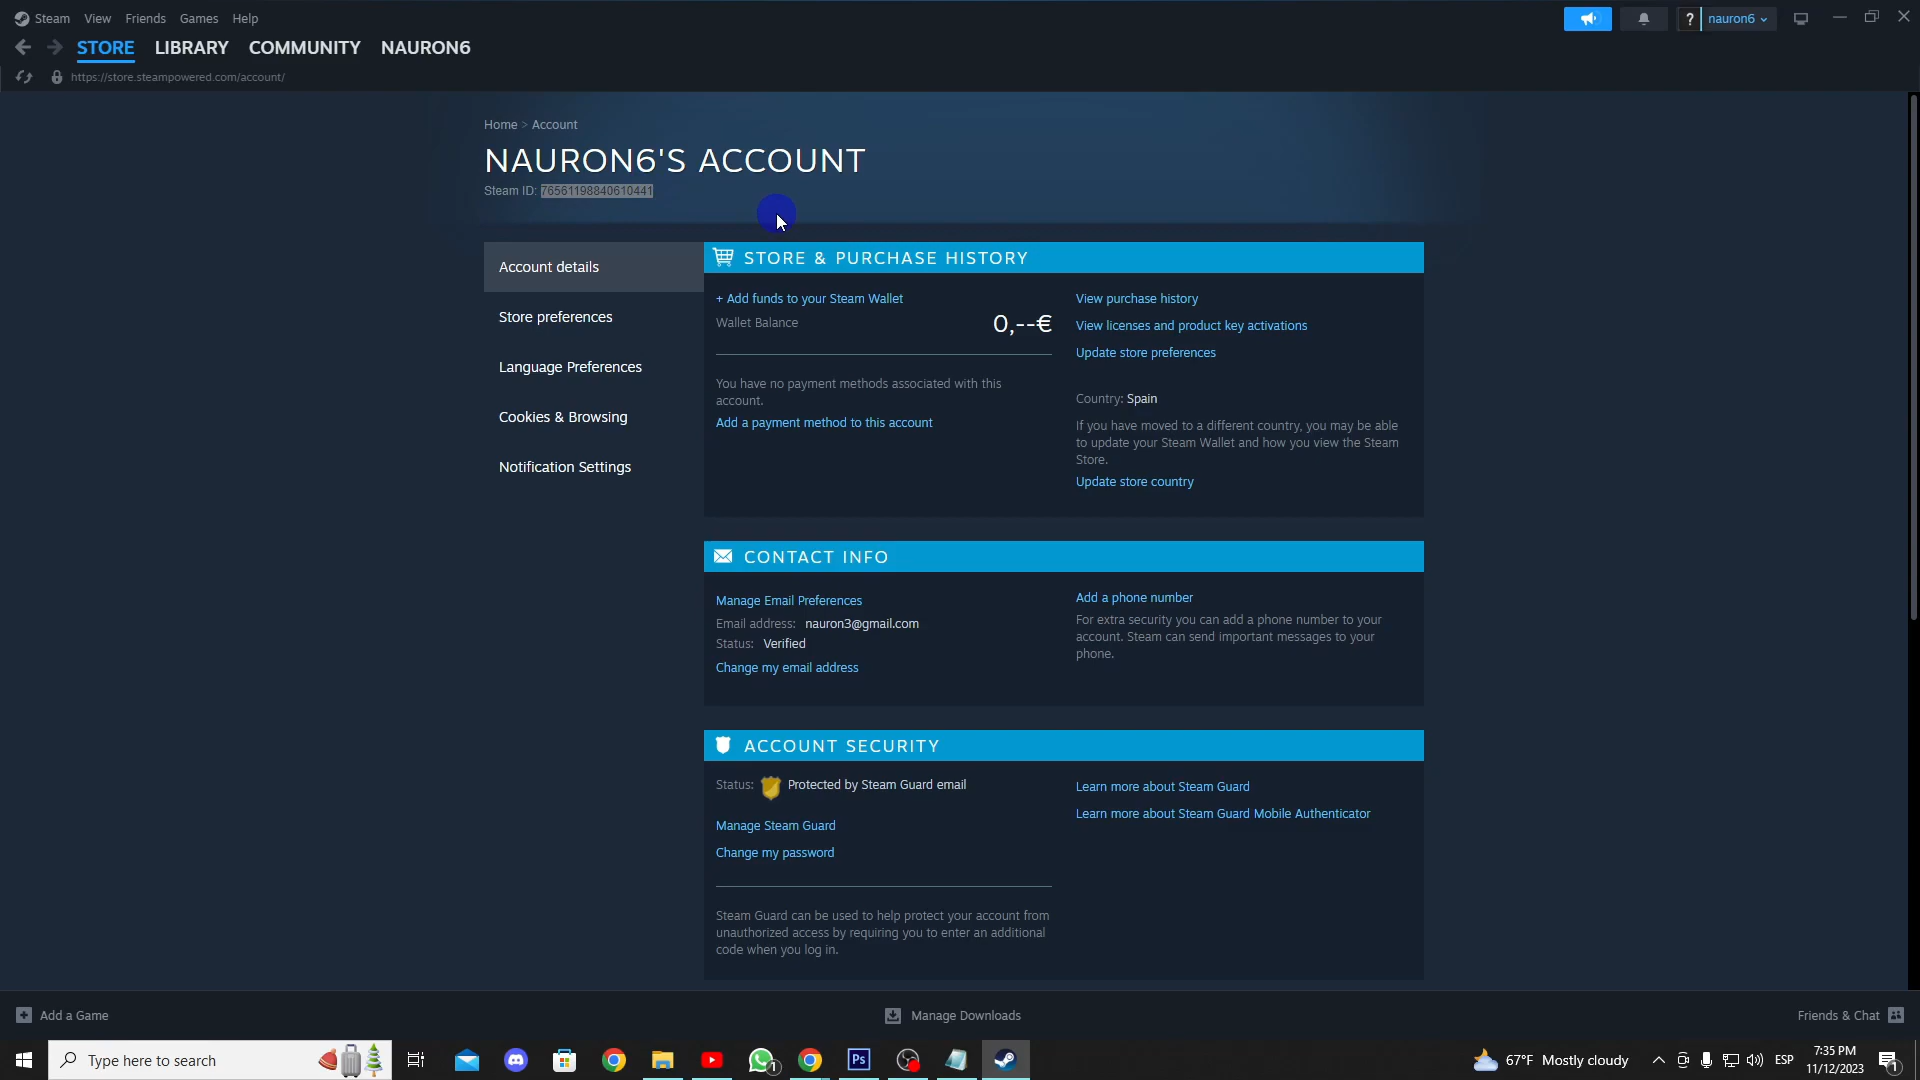 Steam View Friends Games Help
? nauron6
STORE LIBRARY COMMUNITY NAURON6
https://store.steampowered.com/account/
Home > Account
NAURON6'S ACCOUNT
Steam ID: 76561198840610441
Account details
Store preferences
Language Preferences
Cookies & Browsing
Notification Settings
STORE & PURCHASE HISTORY
+ Add funds to your Steam Wallet
Wallet Balance 0,--€
You have no payment methods associated with this
account.
Add a payment method to this account
View purchase history
View licenses and product key activations
Update store preferences
Country: Spain
If you have moved to a different country, you may be able
to update your Steam Wallet and how you view the Steam
Store.
Update store country
CONTACT INFO
Manage Email Preferences
Email address: nauron3@gmail.com
Status: Verified
Change my email address
Add a phone number
For extra security you can add a phone number to your
account. Steam can send important messages to your
phone.
ACCOUNT SECURITY
Status: Protected by Steam Guard email
Manage Steam Guard
Change my password
Steam Guard can be used to help protect your account from
unauthorized access by requiring you to enter an additional
code when you log in.
Learn more about Steam Guard
Learn more about Steam Guard Mobile Authenticator
Add a Game
Manage Downloads
Friends & Chat
Type here to search
1
Ps
67°F Mostly cloudy
ESP
7:35 PM
11/12/2023
1